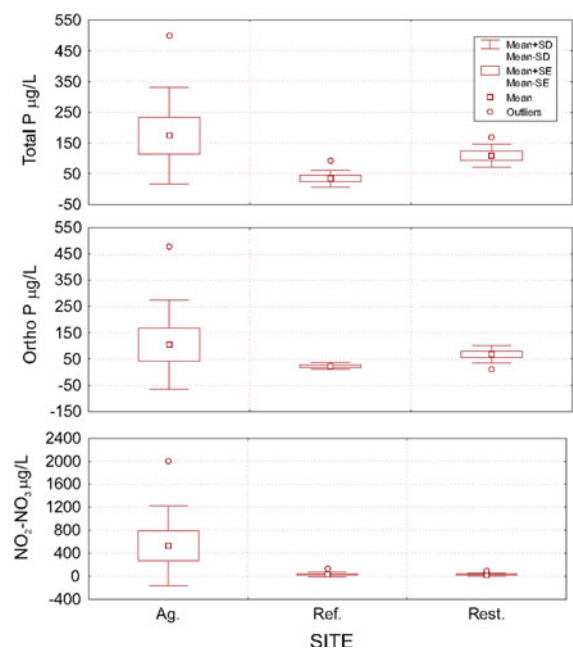 550
450
350
250
150
50
-50
Total P µg/L
Mean+SD
Mean-SD
Mean+SE
Mean-SE
Mean
Outliers
550
450
350
250
150
50
-50
-150
Ortho P µg/L
2400
2000
1600
1200
800
400
0
-400
NO₂-NO₃ µg/L
Ag.
Ref.
Rest.
SITE